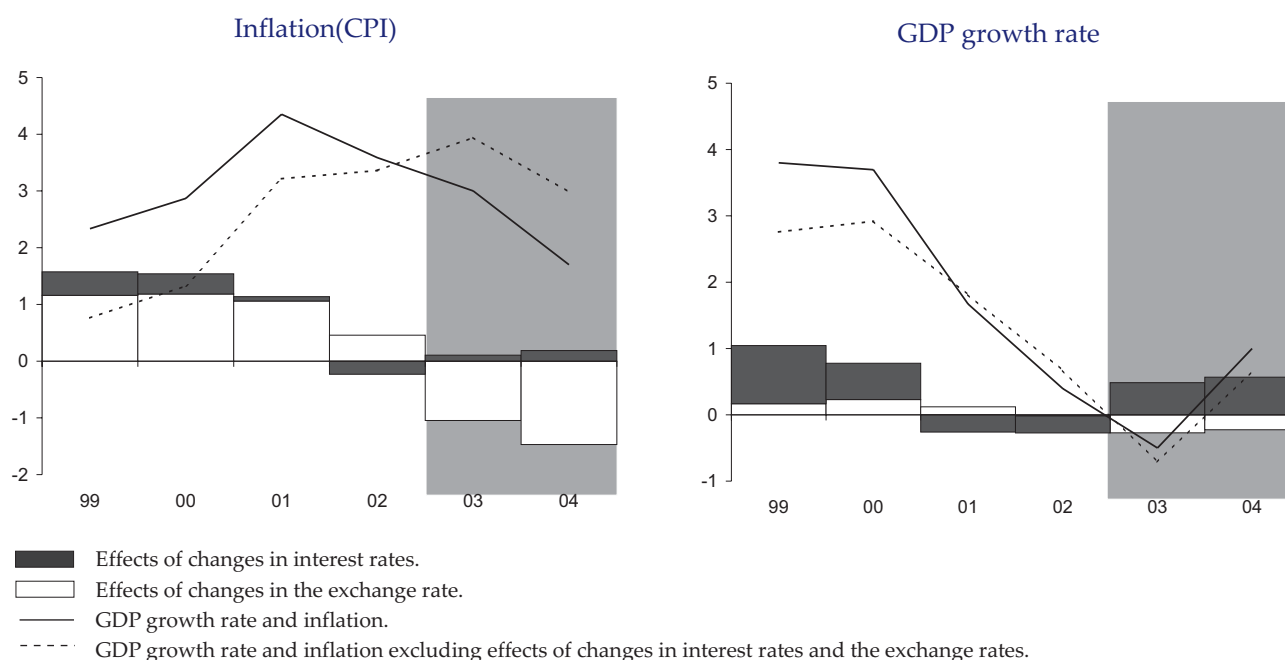 Inflation(CPI)
5
4
3
2
1
0
-1
-2
99 00 01 02 03 04
GDP growth rate
5
4
3
2
1
0
-1
99 00 01 02 03 04
Effects of changes in interest rates.
Effects of changes in the exchange rate.
GDP growth rate and inflation.
GDP growth rate and inflation excluding effects of changes in interest rates and the exchange rates.